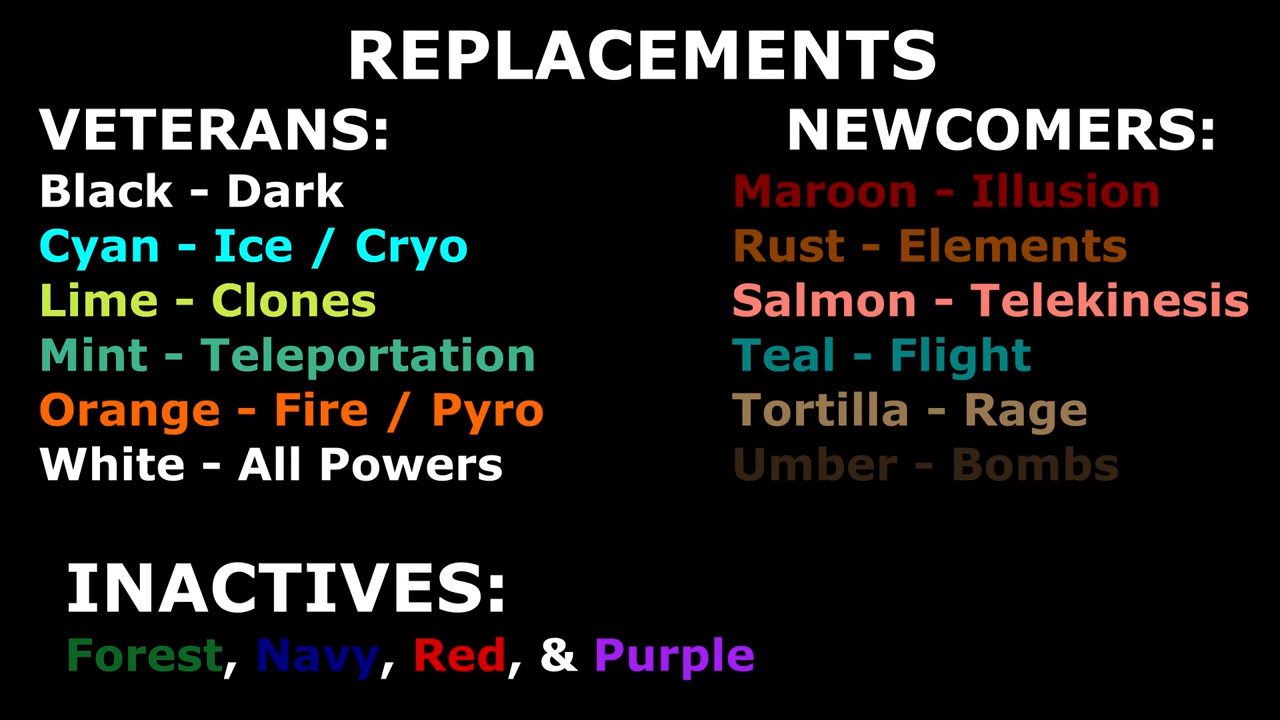 REPLACEMENTS
VETERANS:
Black - Dark
Cyan - Ice / Cryo
Lime - Clones
Mint - Teleportation
Orange - Fire / Pyro
White - All Powers
NEWCOMERS:
Maroon - Illusion
Rust - Elements
Salmon - Telekinesis
Teal - Flight
Tortilla - Rage
Umber - Bombs
INACTIVES:
Forest, Navy, Red, & Purple